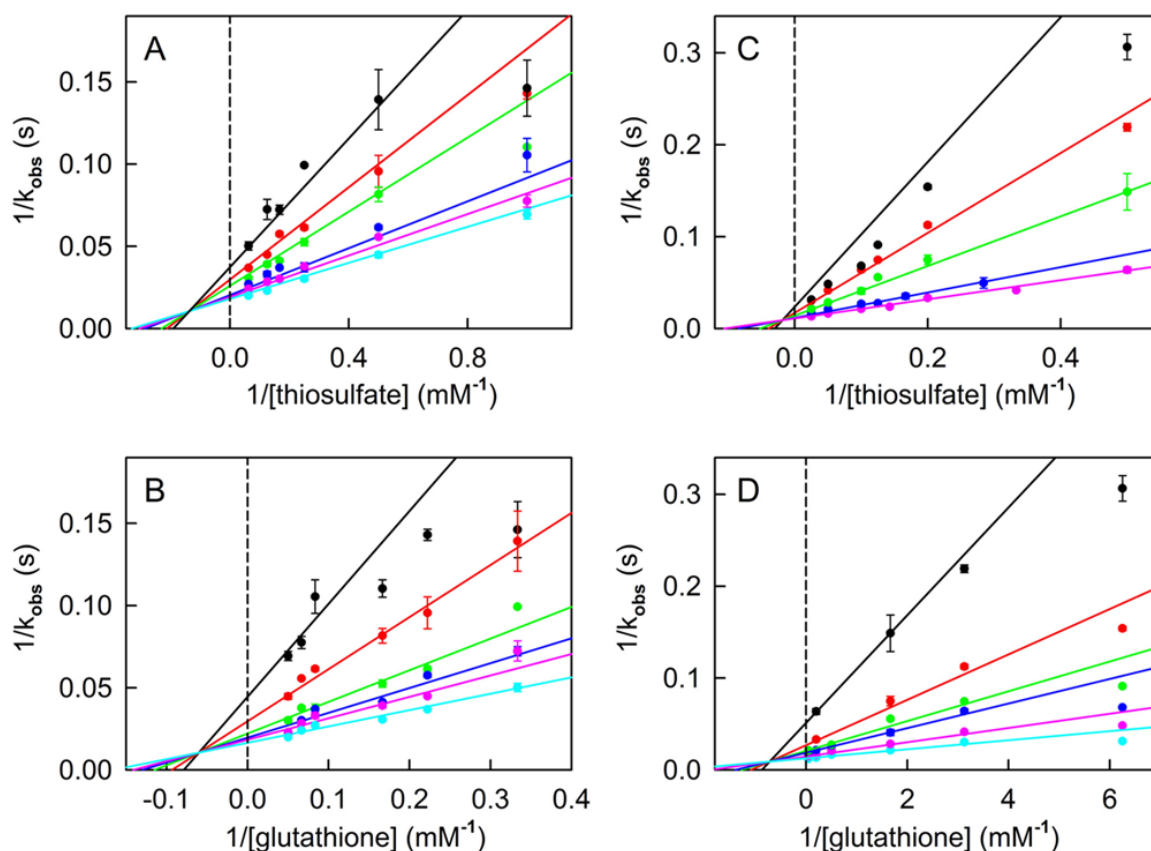 A
1/k_obs (s)
0.15
0.10
0.05
0.00
0.0 0.4 0.8
1/[thiosulfate] (mM⁻¹)
C
1/k_obs (s)
0.3
0.2
0.1
0.0
0.0 0.2 0.4
1/[thiosulfate] (mM⁻¹)
B
1/k_obs (s)
0.15
0.10
0.05
0.00
-0.1 0.0 0.1 0.2 0.3 0.4
1/[glutathione] (mM⁻¹)
D
1/k_obs (s)
0.3
0.2
0.1
0.0
0 2 4 6
1/[glutathione] (mM⁻¹)